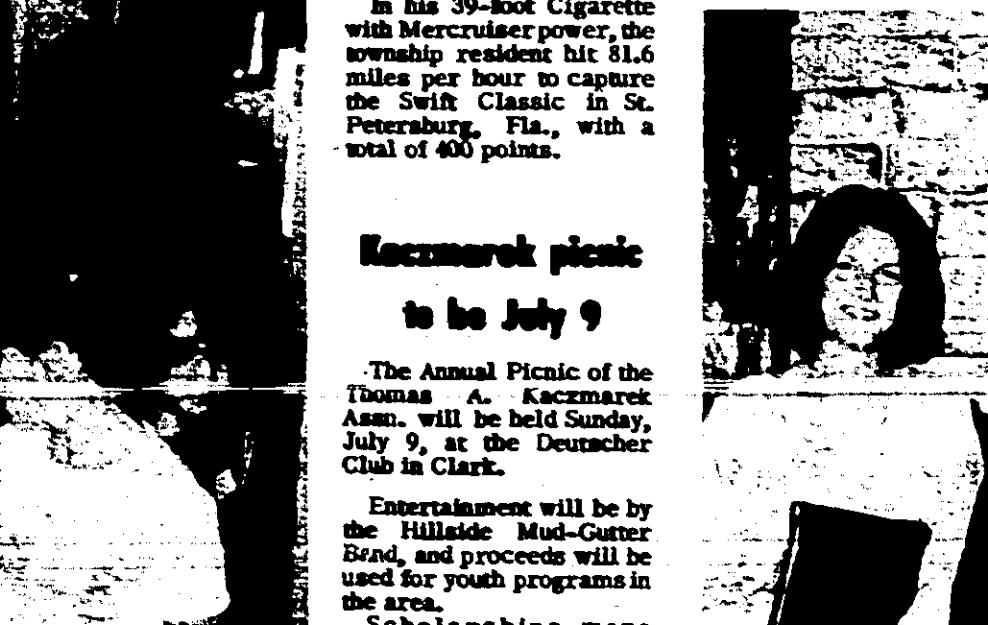 In his 39-foot Cigarette
with Mercruiser power, the
township resident hit 81.6
miles per hour to capture
the Swift Classic in St.
Petersburg, Fla., with a
total of 400 points.
Kaczmarek picnic
to be July 9
The Annual Picnic of the
Thomas A. Kaczmarek
Assn. will be held Sunday,
July 9, at the Deutscher
Club in Clark.
Entertainment will be by
the Hillside Mud-Gutter
Band, and proceeds will be
used for youth programs in
the area.
Scholarships were